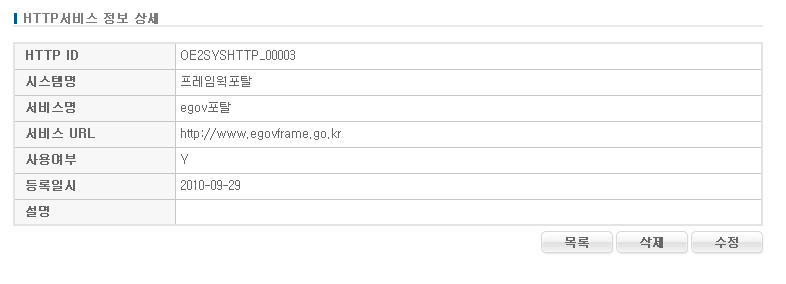 HTTP서비스 정보 상세
HTTP ID OE2SYSHTTP_00003
시스템명 프레임웍포탈
서비스명 egov포탈
서비스 URL http://www.egovframe.go.kr
사용여부 Y
등록일시 2010-09-29
설명
목록 삭제 수정